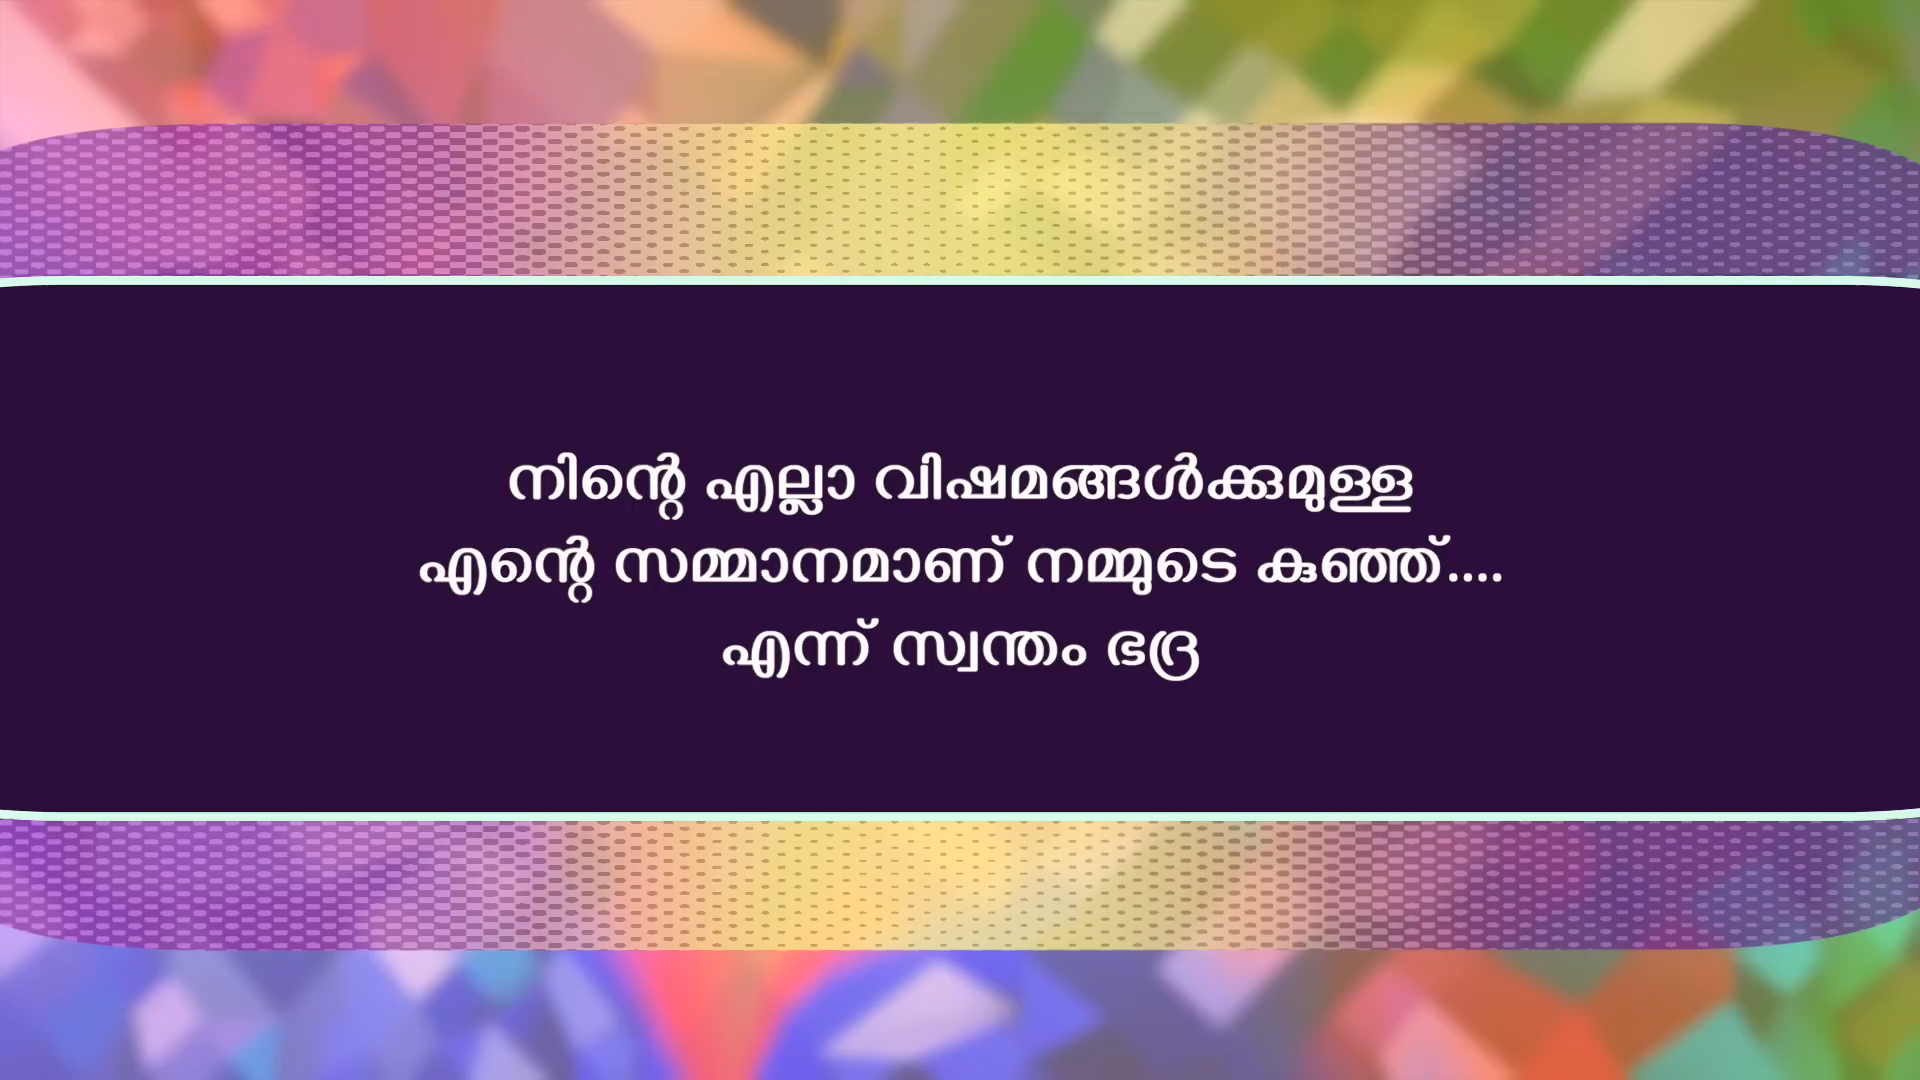 നിന്റെ എല്ലാ വിഷമങ്ങൾക്കുമുള്ള
എന്റെ സമ്മാനമാണ് നമ്മുടെ കുഞ്ഞ്....
എന്ന് സ്വന്തം ഭദ്ര